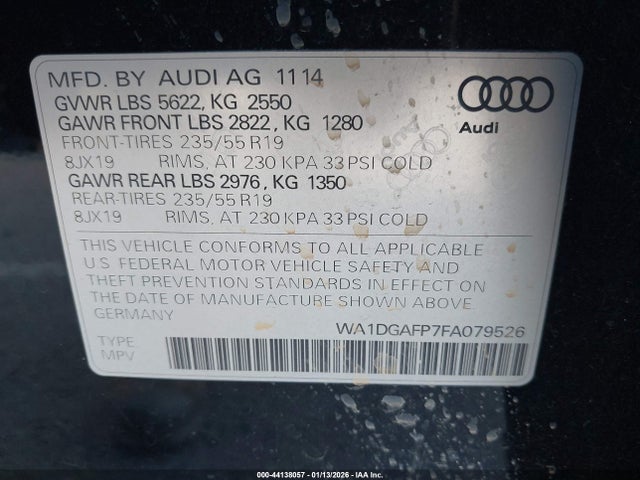 MFD. BY AUDI AG 11 14
GVWR LBS 5622, KG 2550
GAWR FRONT LBS 2822, KG 1280
FRONT-TIRES 235/55 R19
8JX19 RIMS, AT 230 KPA 33 PSI COLD
GAWR REAR LBS 2976, KG 1350
REAR-TIRES 235/55 R19
8JX19 RIMS, AT 230 KPA 33 PSI COLD
Audi
THIS VEHICLE CONFORMS TO ALL APPLICABLE
U.S. FEDERAL MOTOR VEHICLE SAFETY AND
THEFT PREVENTION STANDARDS IN EFFECT ON
THE DATE OF MANUFACTURE SHOWN ABOVE
GERMANY
WA1DGAFP7FA079526
TYPE
MPV
000-44138057 - 01/13/2026 - © IAA, Inc.